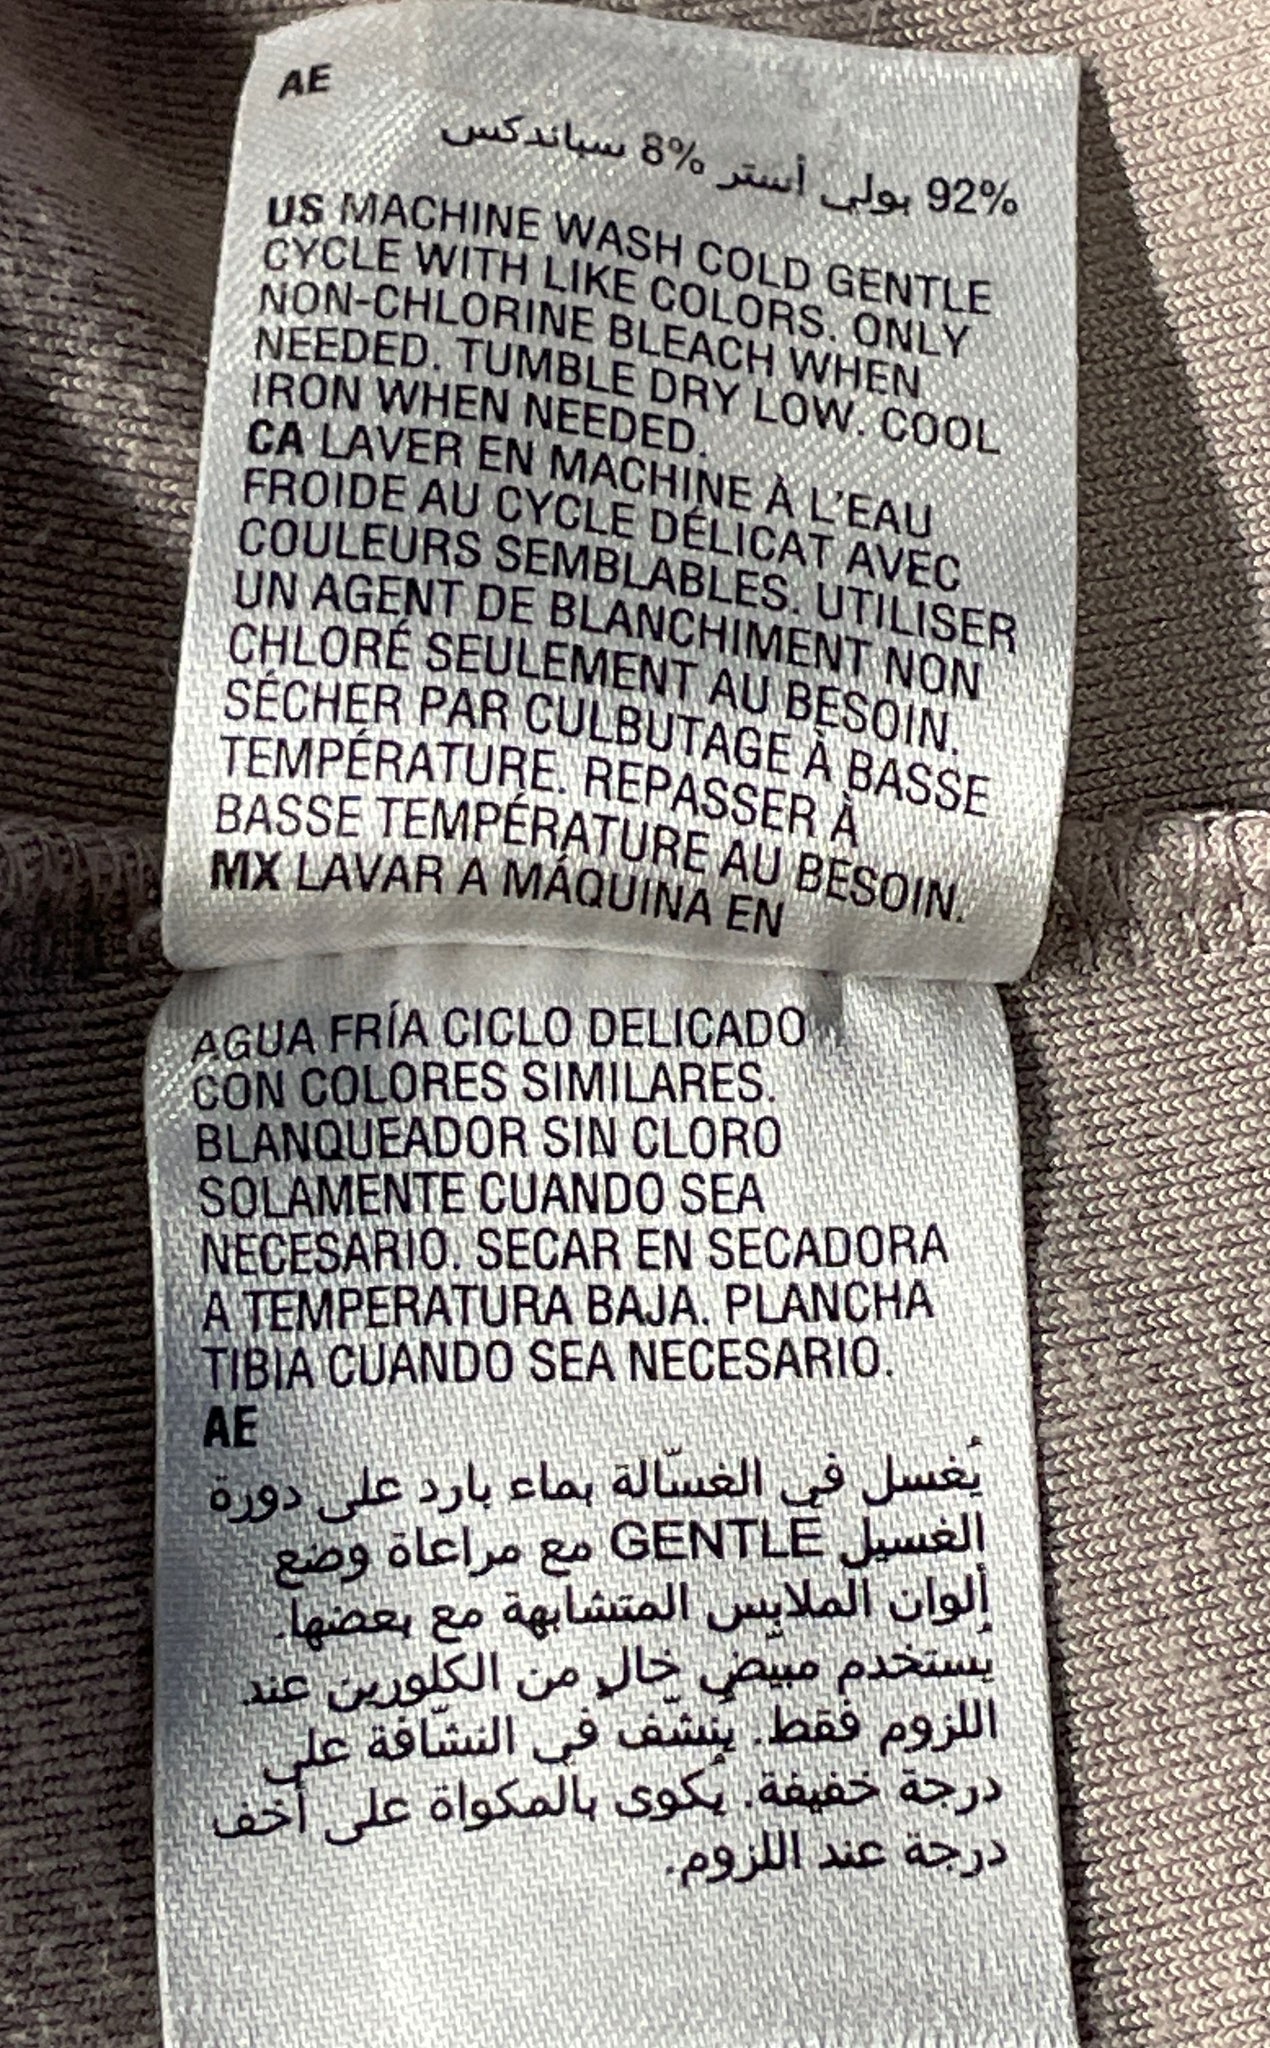 AE
92% بولي أستر 8% سباندكس
US MACHINE WASH COLD GENTLE
CYCLE WITH LIKE COLORS. ONLY
NON-CHLORINE BLEACH WHEN
NEEDED. TUMBLE DRY LOW. COOL
IRON WHEN NEEDED.
CA LAVER EN MACHINE À L'EAU
FROIDE AU CYCLE DÉLICAT AVEC
COULEURS SEMBLABLES. UTILISER
UN AGENT DE BLANCHIMENT NON
CHLORÉ SEULEMENT AU BESOIN.
SÉCHER PAR CULBUTAGE À BASSE
TEMPÉRATURE. REPASSER À
BASSE TEMPÉRATURE AU BESOIN.
MX LAVAR A MÁQUINA EN
AGUA FRÍA CICLO DELICADO
CON COLORES SIMILARES.
BLANQUEADOR SIN CLORO
SOLAMENTE CUANDO SEA
NECESARIO. SECAR EN SECADORA
A TEMPERATURA BAJA. PLANCHA
TIBIA CUANDO SEA NECESARIO.
AE
يُغسل في الغسّالة بماء بارد على دورة
الغسيل GENTLE مع مراعاة وضع
ألوان الملابس المتشابهة مع بعضها.
يُستخدم مبيّض خالٍ من الكلورين عند
اللزوم فقط. ينشّف في النشّافة على
درجة خفيفة. يُكوى بالمكواة على أخف
درجة عند اللزوم.